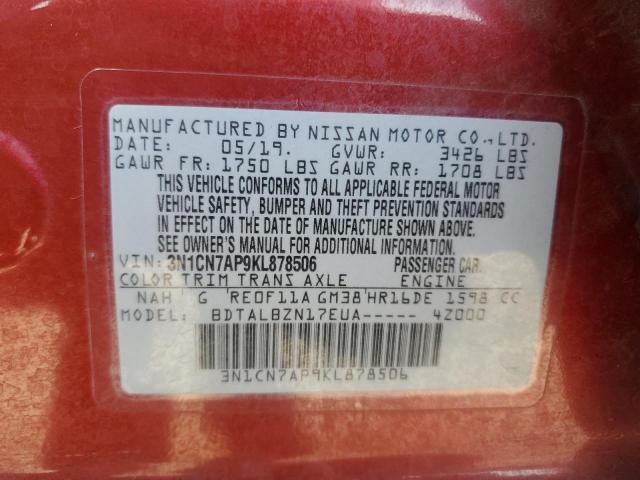 MANUFACTURED BY NISSAN MOTOR CO.,LTD.
DATE: 05/19. GVWR: 3426 LBS
GAWR FR: 1750 LBS GAWR RR: 1708 LBS
THIS VEHICLE CONFORMS TO ALL APPLICABLE FEDERAL MOTOR
VEHICLE SAFETY, BUMPER AND THEFT PREVENTION STANDARDS
IN EFFECT ON THE DATE OF MANUFACTURE SHOWN ABOVE.
SEE OWNER'S MANUAL FOR ADDITIONAL INFORMATION.
VIN: 3N1CN7AP9KL878506 PASSENGER CAR.
COLOR TRIM TRANS AXLE ENGINE
NAH G RE0F11A GM38 HR16DE 1598 CC
MODEL: BDTALBZN17EUA----- 4Z000
3N1CN7AP9KL878506